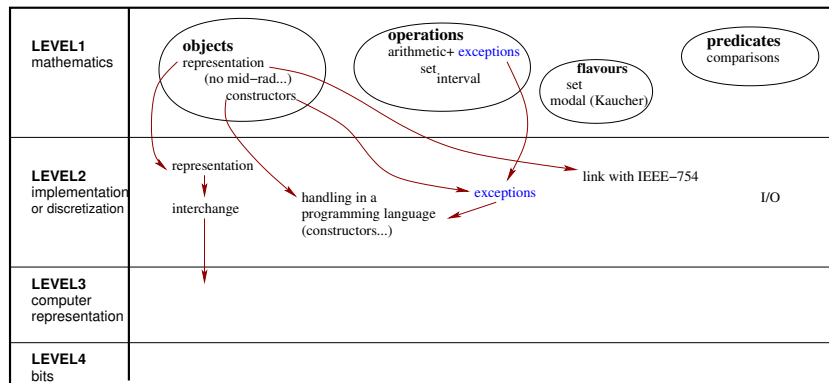 LEVEL1
mathematics
objects
representation
(no mid-rad...)
constructors
operations
arithmetic+ exceptions
set
interval
flavours
set
modal (Kaucher)
predicates
comparisons
LEVEL2
implementation
or discretization
representation
interchange
handling in a
programming language
(constructors...)
exceptions
link with IEEE−754
I/O
LEVEL3
computer
representation
LEVEL4
bits